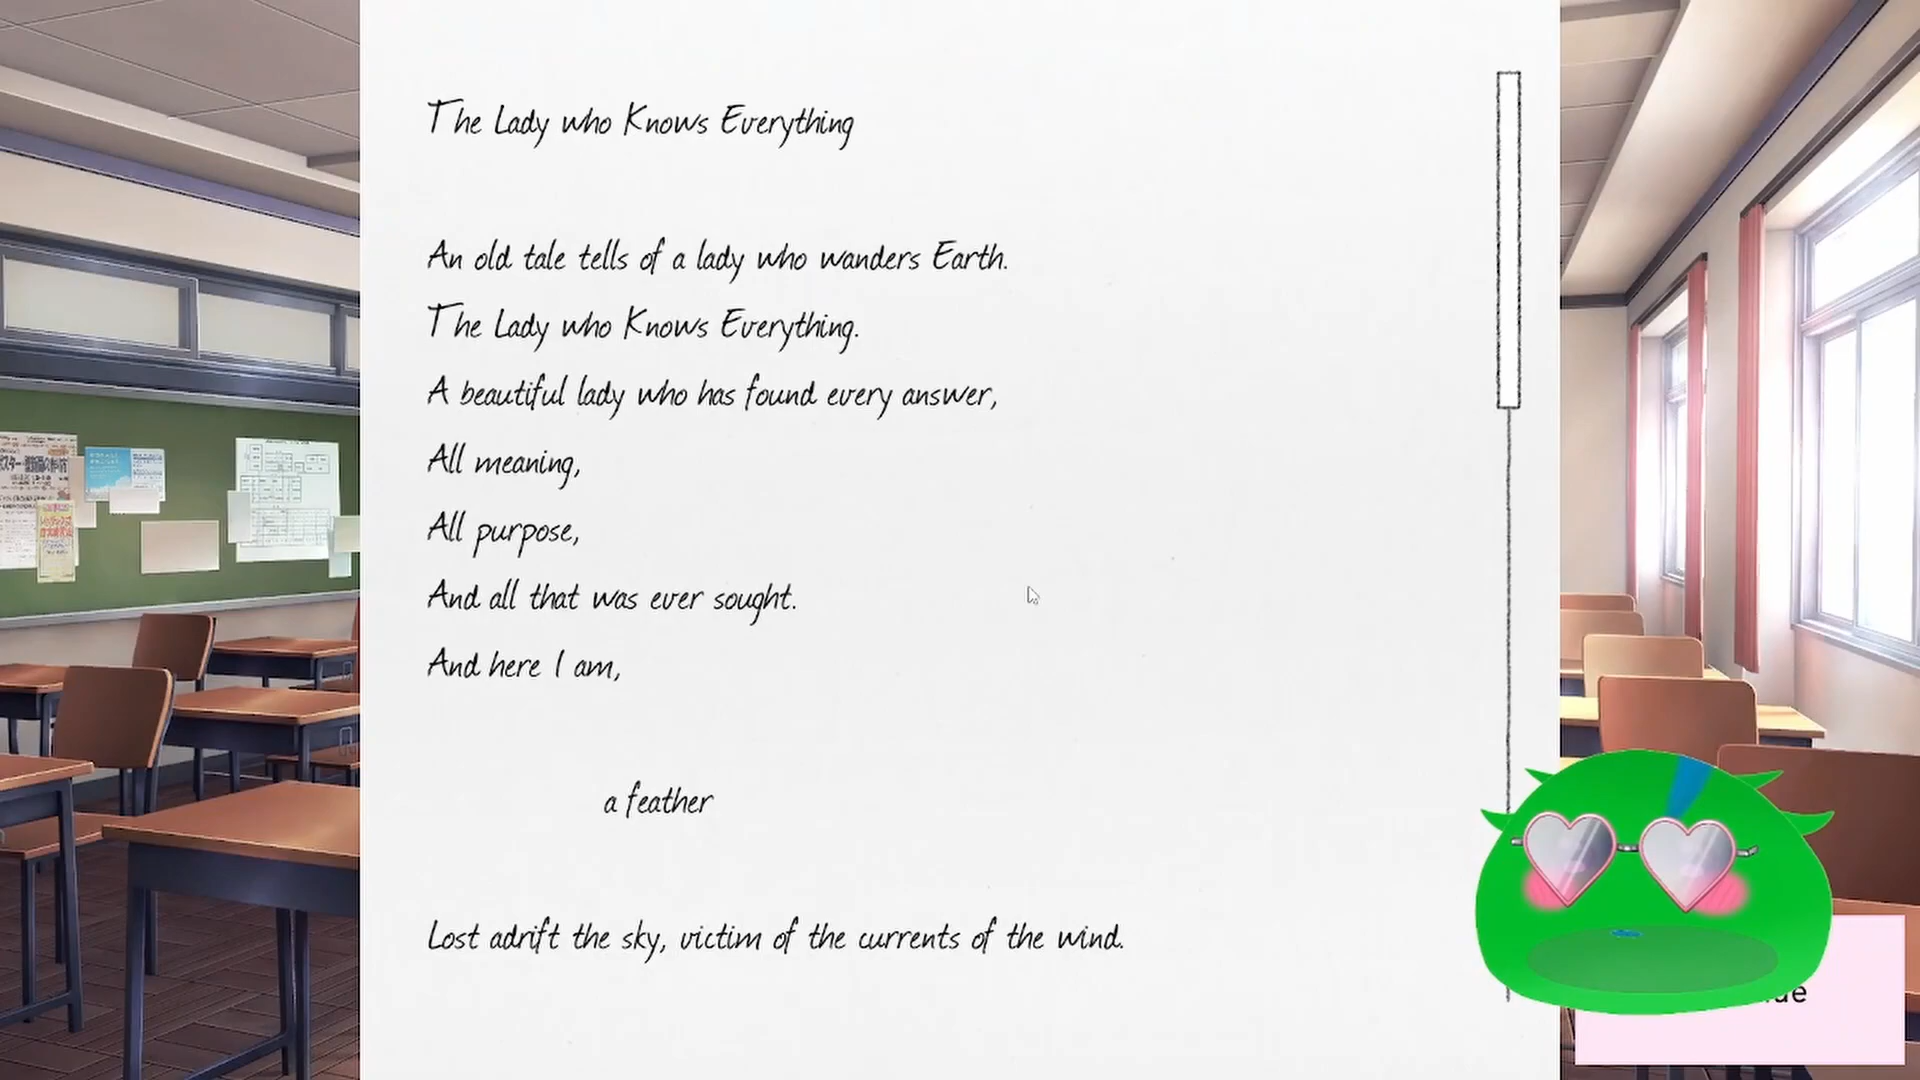 The Lady who Knows Everything
An old tale tells of a lady who wanders Earth.
The Lady who Knows Everything.
A beautiful lady who has found every answer,
All meaning,
All purpose,
And all that was ever sought.
And here I am,
a feather
Lost adrift the sky, victim of the currents of the wind.